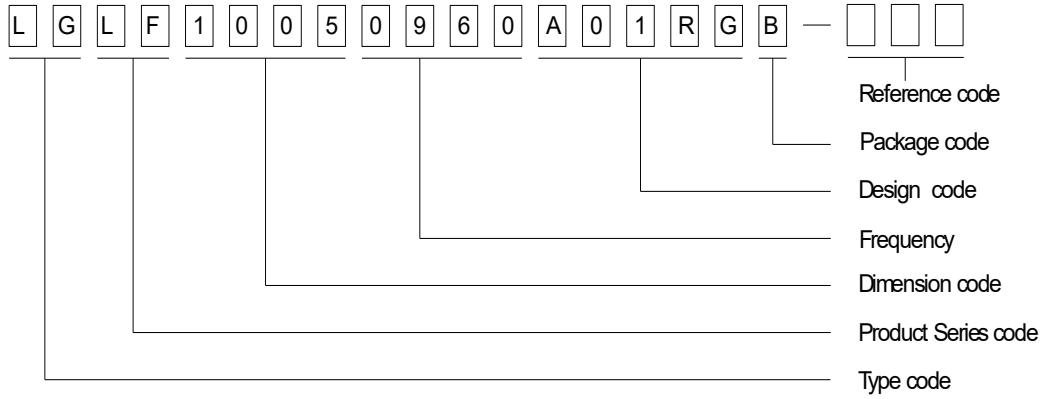 L G L F 1 0 0 5 0 9 6 0 A 0 1 R G B —
Reference code
Package code
Design code
Frequency
Dimension code
Product Series code
Type code